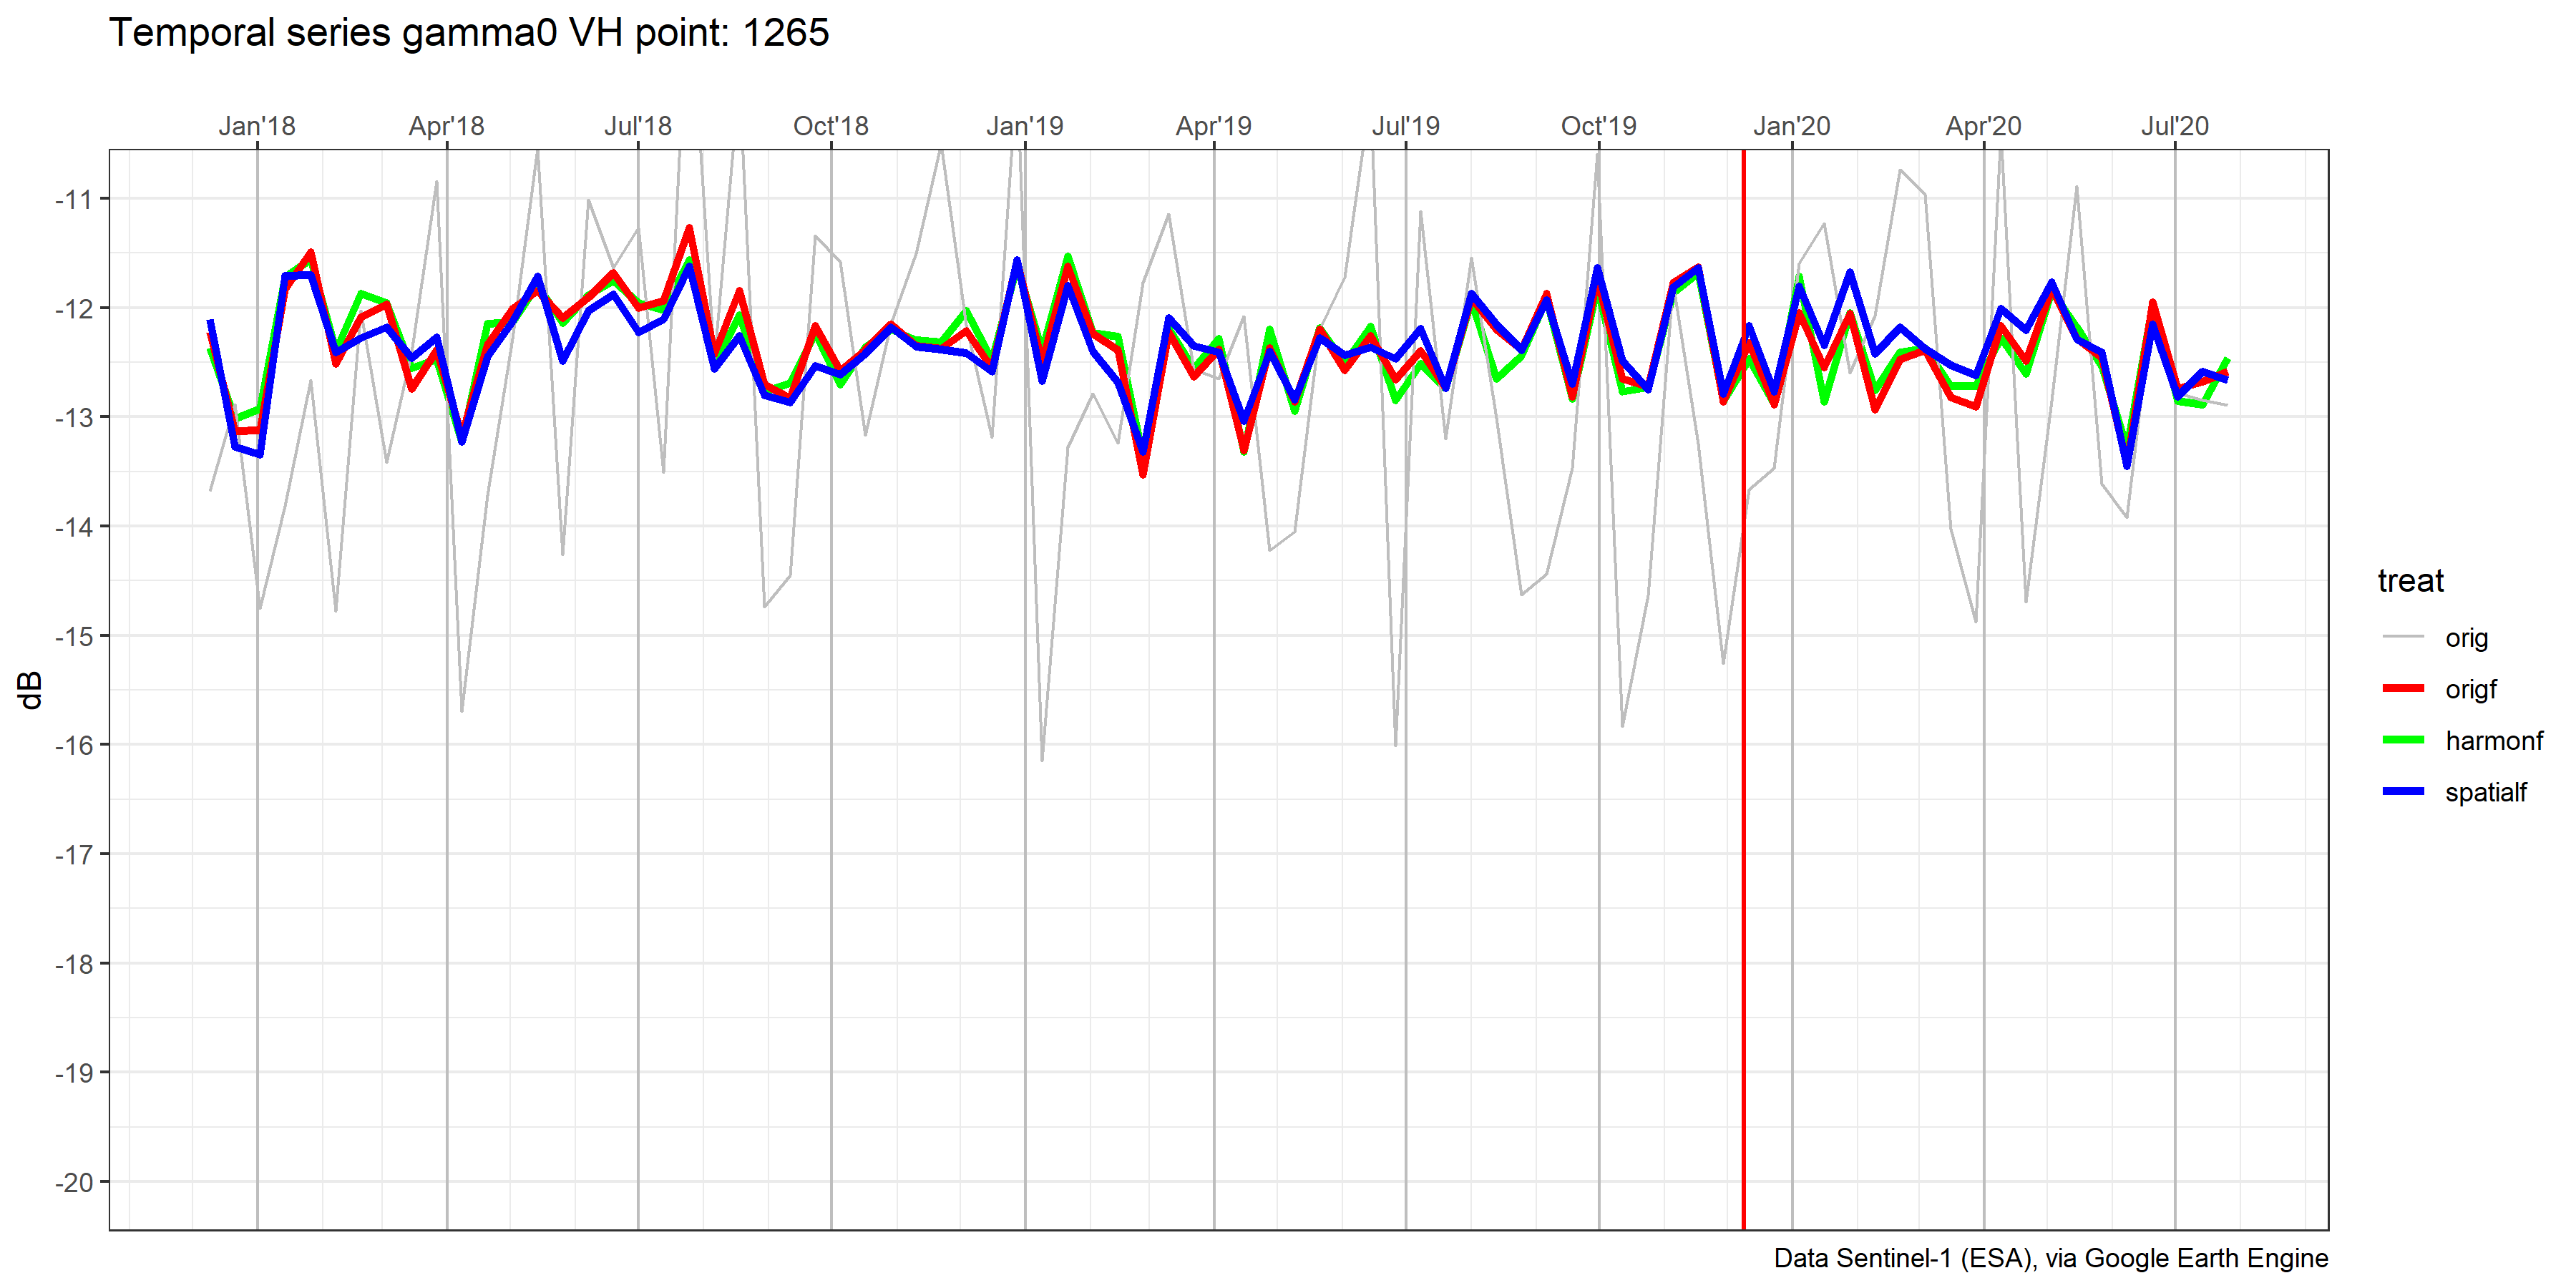 Temporal series gamma0 VH point: 1265
Jan'18 Apr'18 Jul'18 Oct'18 Jan'19 Apr'19 Jul'19 Oct'19 Jan'20 Apr'20 Jul'20
-11
-12
-13
-14
-15
-16
-17
-18
-19
-20
dB
treat
orig
origf
harmonf
spatialf
Data Sentinel-1 (ESA), via Google Earth Engine